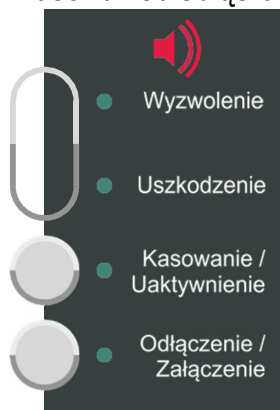 Wyzwolenie
Uszkodzenie
Kasowanie /
Uaktywnienie
Odłączenie /
Załączenie